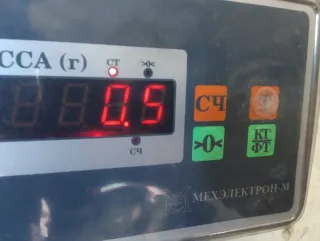 ССА (г)
СТ >0<
0.5
СЧ
СЧ
>0<
КТ
ФТ
МЕХЭЛЕКТРОН-М